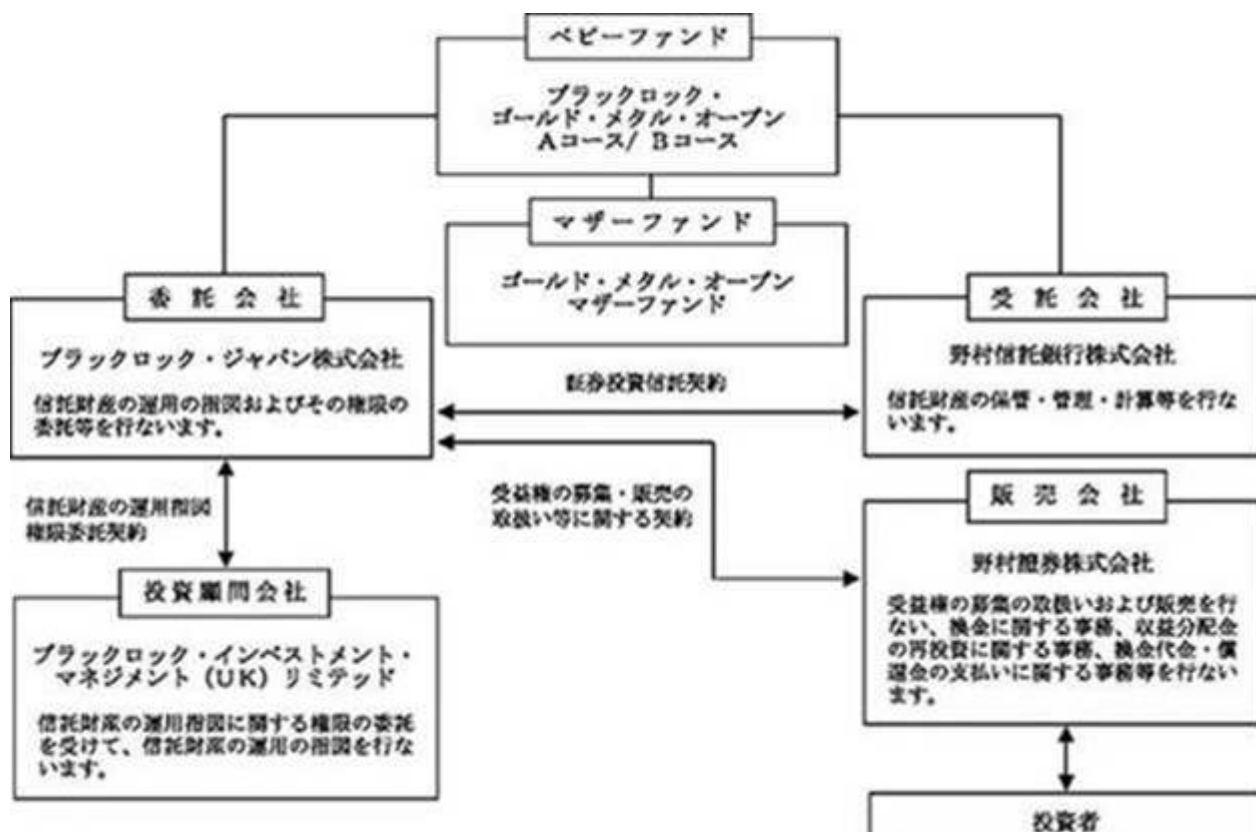 ベビーファンド
ブラックロック・
ゴールド・メタル・オープン
Aコース/ Bコース
マザーファンド
ゴールド・メタル・オープン
マザーファンド
委託会社
ブラックロック・ジャパン株式会社
信託財産の運用の指図およびその権限の
委託等を行ないます。
証券投資信託契約
受託会社
野村信託銀行株式会社
信託財産の保管・管理・計算等を行な
います。
信託財産の運用指図
権限委託契約
受益権の募集・販売の
取扱い等に関する契約
販売会社
野村證券株式会社
受益権の募集の取扱いおよび販売を行
ない、換金に関する事務、収益分配金
の再投資に関する事務、換金代金・償
還金の支払いに関する事務等を行ない
ます。
投資顧問会社
ブラックロック・インベストメント・
マネジメント（UK）リミテッド
信託財産の運用指図に関する権限の委託
を受けて、信託財産の運用の指図を行な
います。
投資者